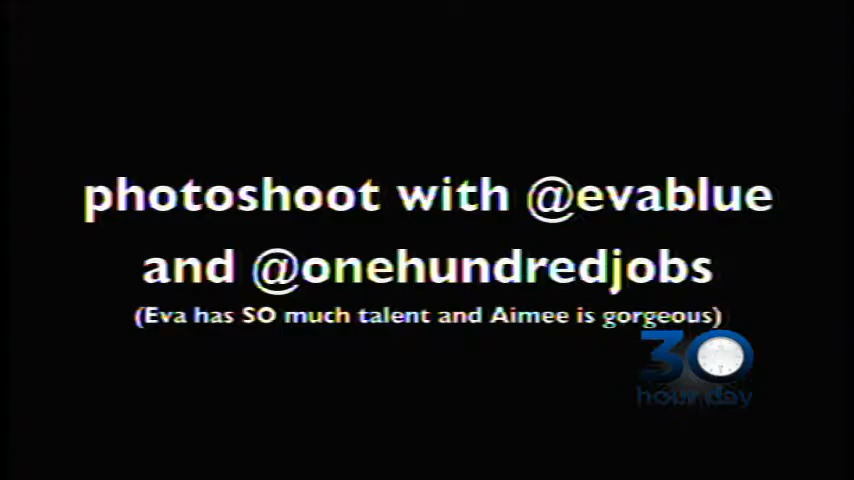 photoshoot with @evablue
and @onehundredjobs
(Eva has SO much talent and Aimee is gorgeous)
30
hour day